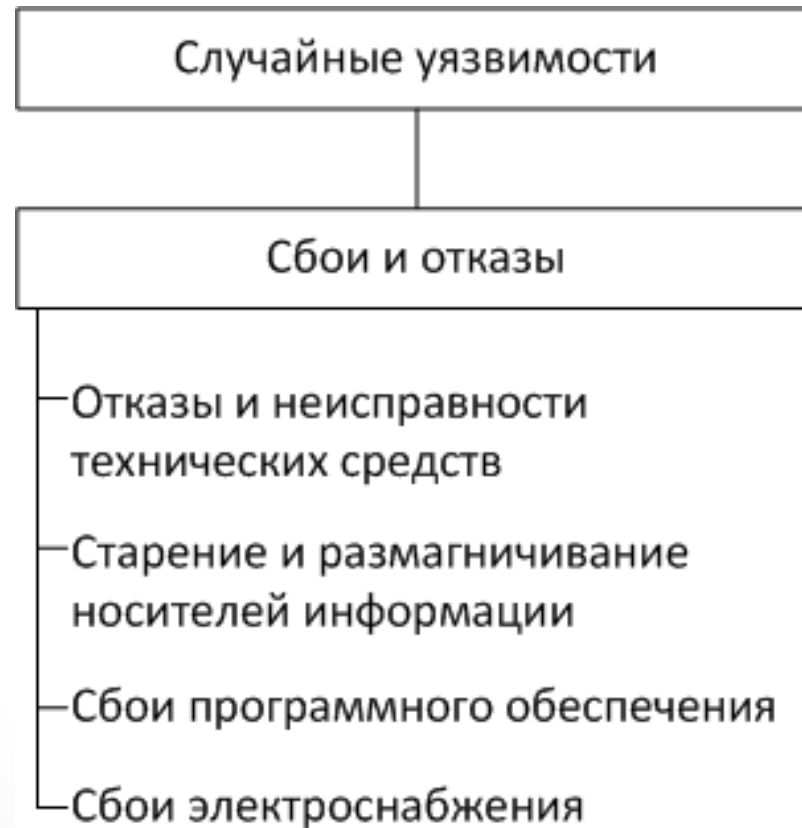 Случайные уязвимости
Сбои и отказы
Отказы и неисправности
технических средств
Старение и размагничивание
носителей информации
Сбои программного обеспечения
Сбои электроснабжения